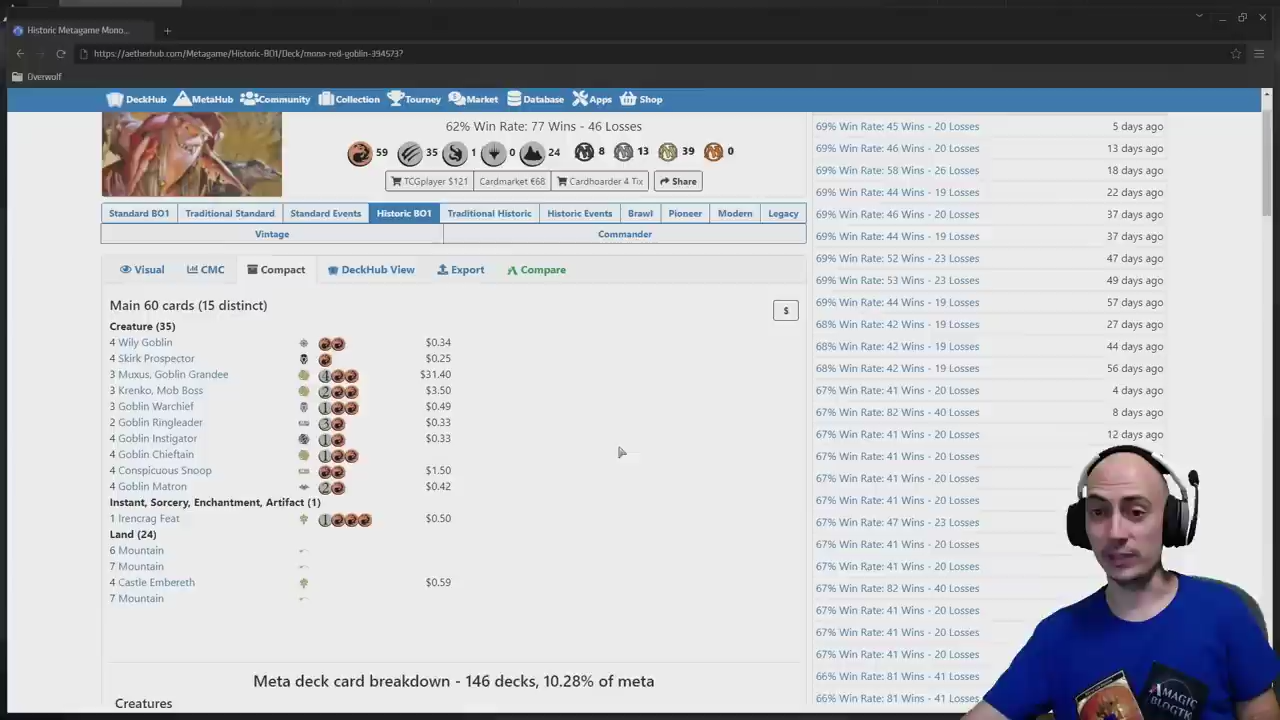 Historic Metagame Mono...
https://aetherhub.com/Metagame/Historic-BO1/Deck/mono-red-goblin-394573?
Overwolf
DeckHub MetaHub Community Collection Tourney Market Database Apps Shop
62% Win Rate: 77 Wins - 46 Losses
59 35 1 0 24 8 13 39 0
TCGplayer $121 Cardmarket €68 Cardhoarder 4 Tix Share
Standard BO1 Traditional Standard Standard Events Historic BO1 Traditional Historic Historic Events Brawl Pioneer Modern Legacy
Vintage Commander
Visual CMC Compact DeckHub View Export Compare
Main 60 cards (15 distinct) $
Creature (35)
4 Wily Goblin $0.34
4 Skirk Prospector $0.25
3 Muxus, Goblin Grandee 4 $31.40
3 Krenko, Mob Boss 2 $3.50
3 Goblin Warchief 1 $0.49
2 Goblin Ringleader 3 $0.33
4 Goblin Instigator 1 $0.33
4 Goblin Chieftain 1
4 Conspicuous Snoop $1.50
4 Goblin Matron 2 $0.42
Instant, Sorcery, Enchantment, Artifact (1)
1 Irencrag Feat 1 $0.50
Land (24)
6 Mountain
7 Mountain
4 Castle Embereth $0.59
7 Mountain
Meta deck card breakdown - 146 decks, 10.28% of meta
Creatures
69% Win Rate: 45 Wins - 20 Losses 5 days ago
69% Win Rate: 46 Wins - 20 Losses 13 days ago
69% Win Rate: 58 Wins - 26 Losses 18 days ago
69% Win Rate: 44 Wins - 19 Losses 22 days ago
69% Win Rate: 46 Wins - 20 Losses 37 days ago
69% Win Rate: 44 Wins - 19 Losses 37 days ago
69% Win Rate: 52 Wins - 23 Losses 47 days ago
69% Win Rate: 53 Wins - 23 Losses 49 days ago
69% Win Rate: 44 Wins - 19 Losses 57 days ago
68% Win Rate: 42 Wins - 19 Losses 27 days ago
68% Win Rate: 42 Wins - 19 Losses 44 days ago
68% Win Rate: 42 Wins - 19 Losses 56 days ago
67% Win Rate: 41 Wins - 20 Losses 4 days ago
67% Win Rate: 82 Wins - 40 Losses 8 days ago
67% Win Rate: 41 Wins - 20 Losses 12 days ago
67% Win Rate: 41 Wins - 20 Losses
67% Win Rate: 41 Wins - 20 Losses
67% Win Rate: 41 Wins - 20 Losses
67% Win Rate: 47 Wins - 23 Losses
67% Win Rate: 41 Wins - 20 Losses
67% Win Rate: 41 Wins - 20 Losses
67% Win Rate: 82 Wins - 40 Losses
67% Win Rate: 41 Wins - 20 Losses
67% Win Rate: 41 Wins - 20 Losses
67% Win Rate: 41 Wins - 20 Losses
66% Win Rate: 81 Wins - 41 Losses
66% Win Rate: 81 Wins - 41 Losses
AMAGIC
BLOGTIC